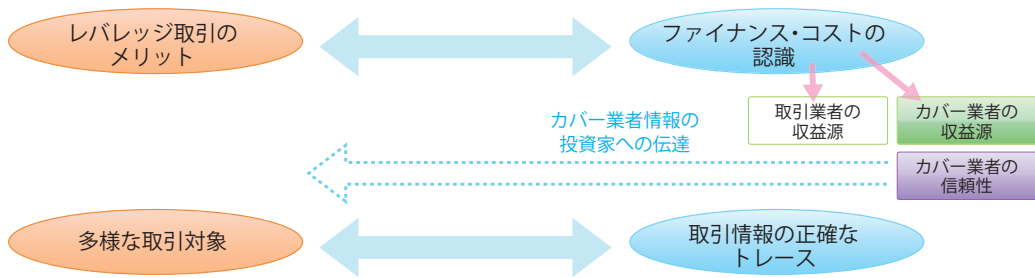 レバレッジ取引の
メリット
ファイナンス・コストの
認識
取引業者の
収益源
カバー業者の
収益源
カバー業者情報の
投資家への伝達
カバー業者の
信頼性
多様な取引対象
取引情報の正確な
トレース